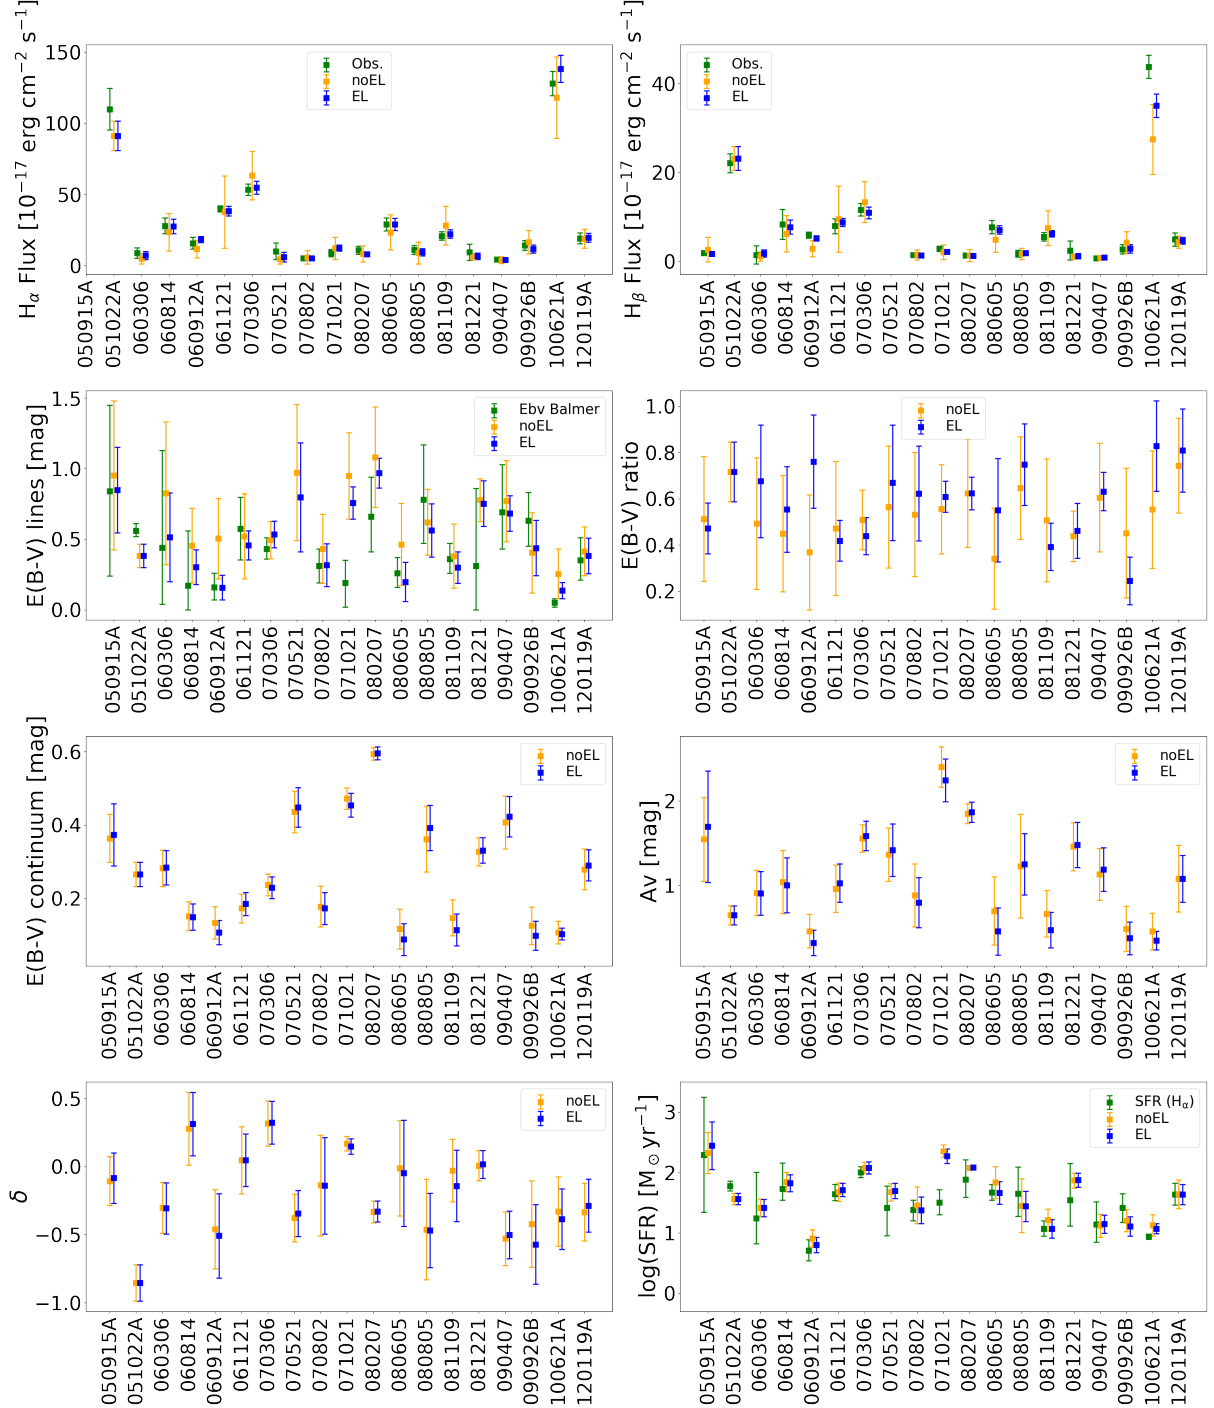 Hα Flux [10⁻¹⁷ erg cm⁻² s⁻¹]
150
100
50
0
Obs.
noEL
EL
050915A
051022A
060306
060814
060912A
061121
070306
070521
070802
071021
080207
080605
080805
081109
081221
090407
090926B
100621A
120119A
Hβ Flux [10⁻¹⁷ erg cm⁻² s⁻¹]
40
20
0
Obs.
noEL
EL
050915A
051022A
060306
060814
060912A
061121
070306
070521
070802
071021
080207
080605
080805
081109
081221
090407
090926B
100621A
120119A
E(B-V) lines [mag]
1.5
1.0
0.5
0.0
Ebv Balmer
noEL
EL
050915A
051022A
060306
060814
060912A
061121
070306
070521
070802
071021
080207
080605
080805
081109
081221
090407
090926B
100621A
120119A
E(B-V) ratio
1.0
0.8
0.6
0.4
0.2
noEL
EL
050915A
051022A
060306
060814
060912A
061121
070306
070521
070802
071021
080207
080605
080805
081109
081221
090407
090926B
100621A
120119A
E(B-V) continuum [mag]
0.6
0.4
0.2
noEL
EL
050915A
051022A
060306
060814
060912A
061121
070306
070521
070802
071021
080207
080605
080805
081109
081221
090407
090926B
100621A
120119A
Av [mag]
2
1
noEL
EL
050915A
051022A
060306
060814
060912A
061121
070306
070521
070802
071021
080207
080605
080805
081109
081221
090407
090926B
100621A
120119A
δ
0.5
0.0
−0.5
−1.0
noEL
EL
050915A
051022A
060306
060814
060912A
061121
070306
070521
070802
071021
080207
080605
080805
081109
081221
090407
090926B
100621A
120119A
log(SFR) [M⊙ yr⁻¹]
3
2
1
0
SFR (Hα)
noEL
EL
050915A
051022A
060306
060814
060912A
061121
070306
070521
070802
071021
080207
080605
080805
081109
081221
090407
090926B
100621A
120119A